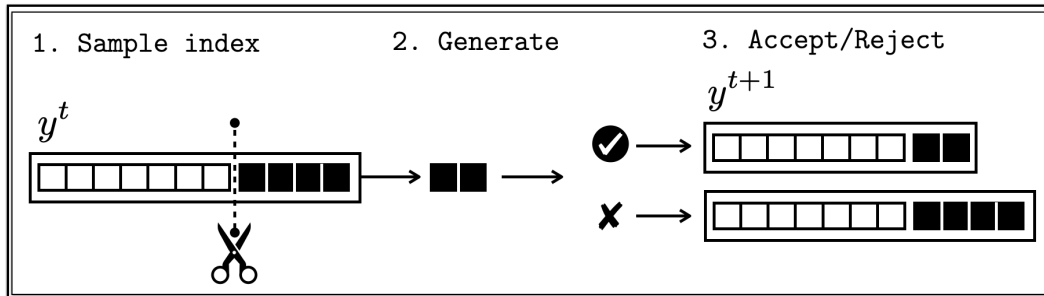 1. Sample index
2. Generate
3. Accept/Reject
y^t
y^{t+1}